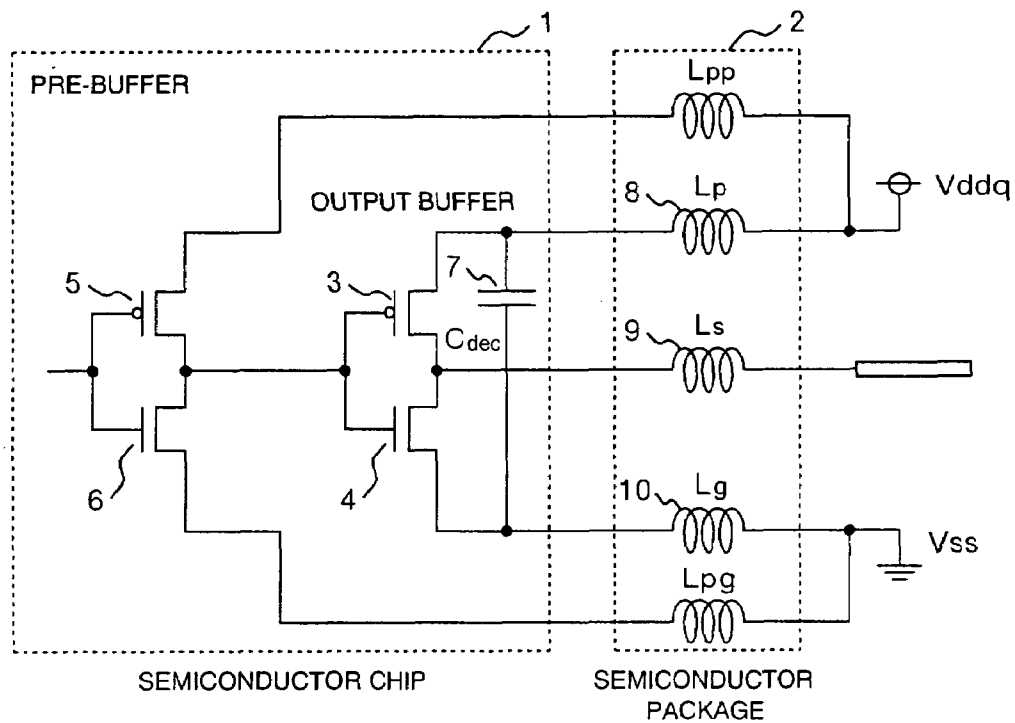 1
2
PRE-BUFFER
Lpp
OUTPUT BUFFER
8
Lp
Vddq
5
3
7
Cdec
9
Ls
6
4
10
Lg
Vss
Lpg
SEMICONDUCTOR CHIP
SEMICONDUCTOR
PACKAGE